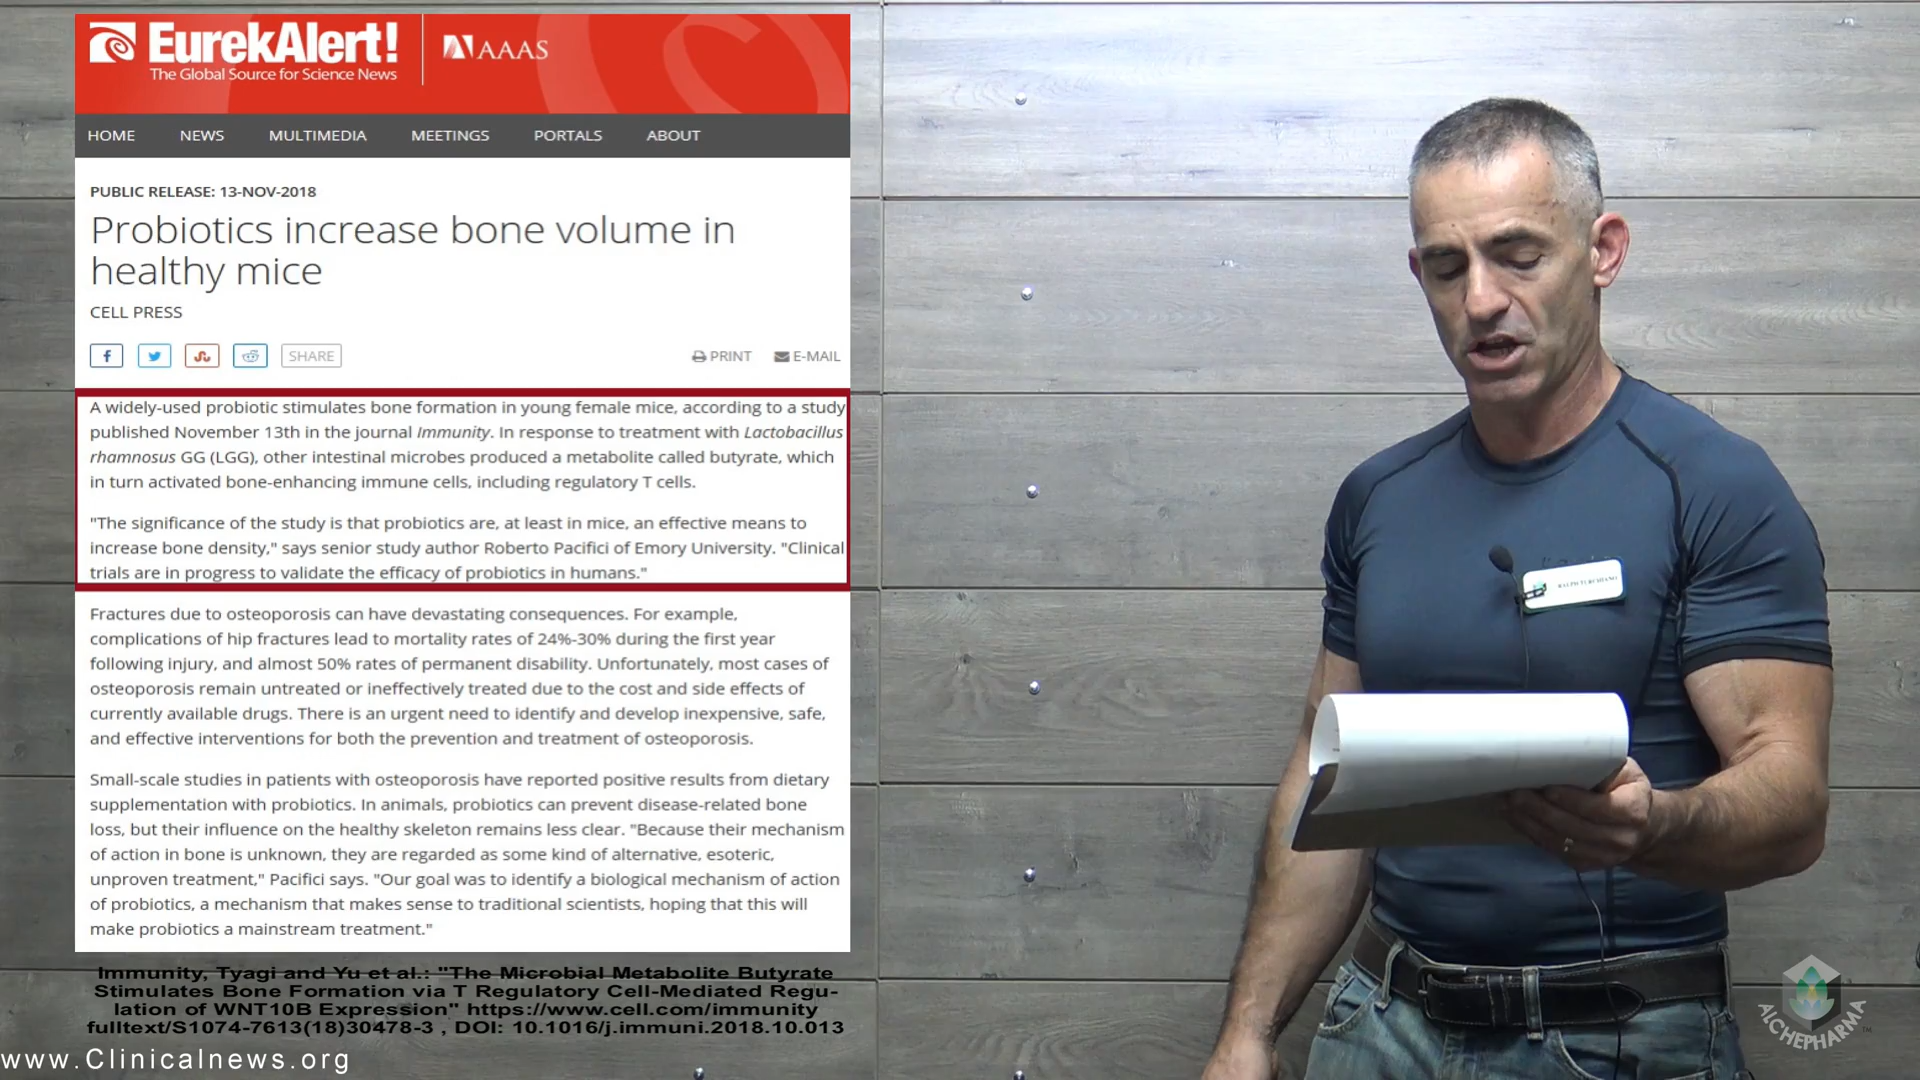 EurekAlert!
The Global Source for Science News
AAAS
HOME NEWS MULTIMEDIA MEETINGS PORTALS ABOUT
PUBLIC RELEASE: 13-NOV-2018
Probiotics increase bone volume in
healthy mice
CELL PRESS
SHARE
PRINT E-MAIL
A widely-used probiotic stimulates bone formation in young female mice, according to a study
published November 13th in the journal Immunity. In response to treatment with Lactobacillus
rhamnosus GG (LGG), other intestinal microbes produced a metabolite called butyrate, which
in turn activated bone-enhancing immune cells, including regulatory T cells.
"The significance of the study is that probiotics are, at least in mice, an effective means to
increase bone density," says senior study author Roberto Pacifici of Emory University. "Clinical
trials are in progress to validate the efficacy of probiotics in humans."
Fractures due to osteoporosis can have devastating consequences. For example,
complications of hip fractures lead to mortality rates of 24%-30% during the first year
following injury, and almost 50% rates of permanent disability. Unfortunately, most cases of
osteoporosis remain untreated or ineffectively treated due to the cost and side effects of
currently available drugs. There is an urgent need to identify and develop inexpensive, safe,
and effective interventions for both the prevention and treatment of osteoporosis.
Small-scale studies in patients with osteoporosis have reported positive results from dietary
supplementation with probiotics. In animals, probiotics can prevent disease-related bone
loss, but their influence on the healthy skeleton remains less clear. "Because their mechanism
of action in bone is unknown, they are regarded as some kind of alternative, esoteric,
unproven treatment," Pacifici says. "Our goal was to identify a biological mechanism of action
of probiotics, a mechanism that makes sense to traditional scientists, hoping that this will
make probiotics a mainstream treatment."
Immunity, Tyagi and Yu et al.: "The Microbial Metabolite Butyrate
Stimulates Bone Formation via T Regulatory Cell-Mediated Regu-
lation of WNT10B Expression" https://www.cell.com/immunity
fulltext/S1074-7613(18)30478-3 , DOI: 10.1016/j.immuni.2018.10.013
www.Clinicalnews.org
ALCHEPHARMA
TM